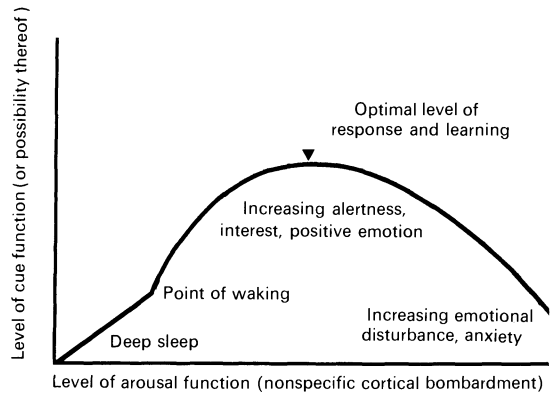 Level of cue function (or possibility thereof)
Optimal level of
response and learning
Increasing alertness,
interest, positive emotion
Point of waking
Increasing emotional
disturbance, anxiety
Deep sleep
Level of arousal function (nonspecific cortical bombardment)